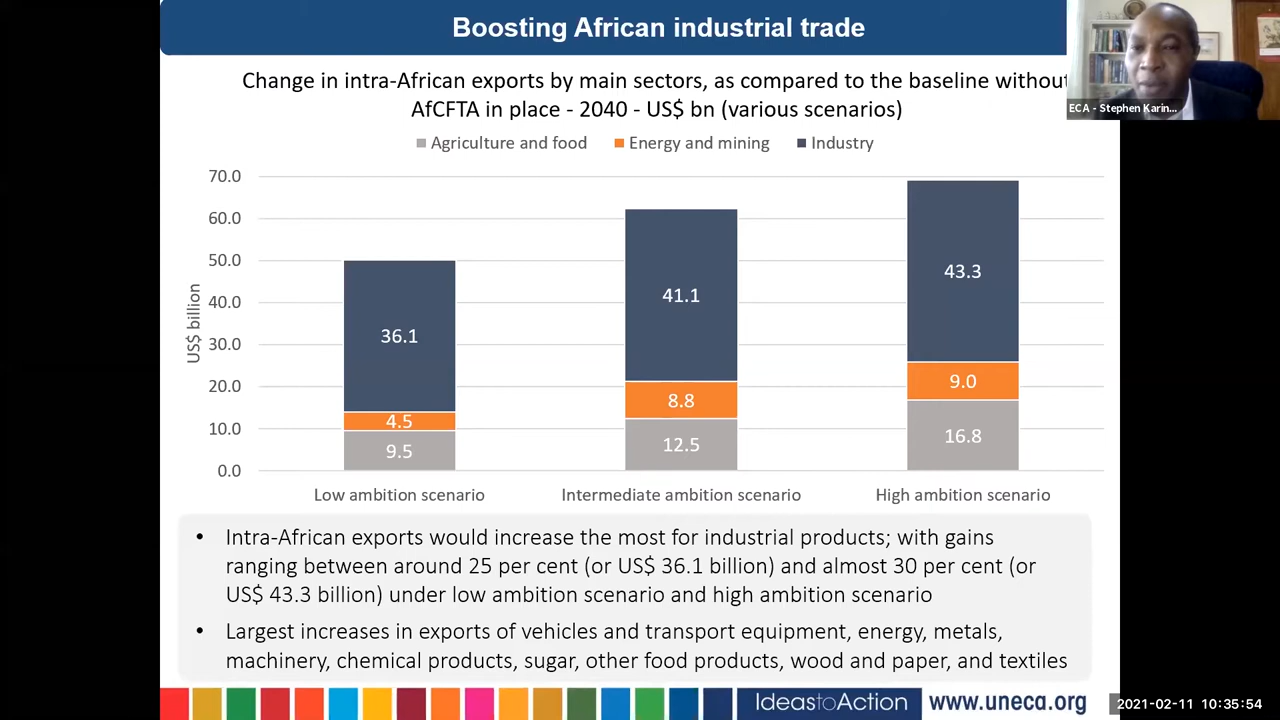 Boosting African industrial trade
Change in intra-African exports by main sectors, as compared to the baseline without
AfCFTA in place - 2040 - US$ bn (various scenarios)
Agriculture and food Energy and mining Industry
US$ billion
70.0
60.0
50.0
40.0
30.0
20.0
10.0
0.0
36.1
4.5
9.5
41.1
8.8
12.5
43.3
9.0
16.8
Low ambition scenario Intermediate ambition scenario High ambition scenario
• Intra-African exports would increase the most for industrial products; with gains
ranging between around 25 per cent (or US$ 36.1 billion) and almost 30 per cent (or
US$ 43.3 billion) under low ambition scenario and high ambition scenario
• Largest increases in exports of vehicles and transport equipment, energy, metals,
machinery, chemical products, sugar, other food products, wood and paper, and textiles
IdeastoAction www.uneca.org
ECA - Stephen Karin...
2021-02-11 10:35:54